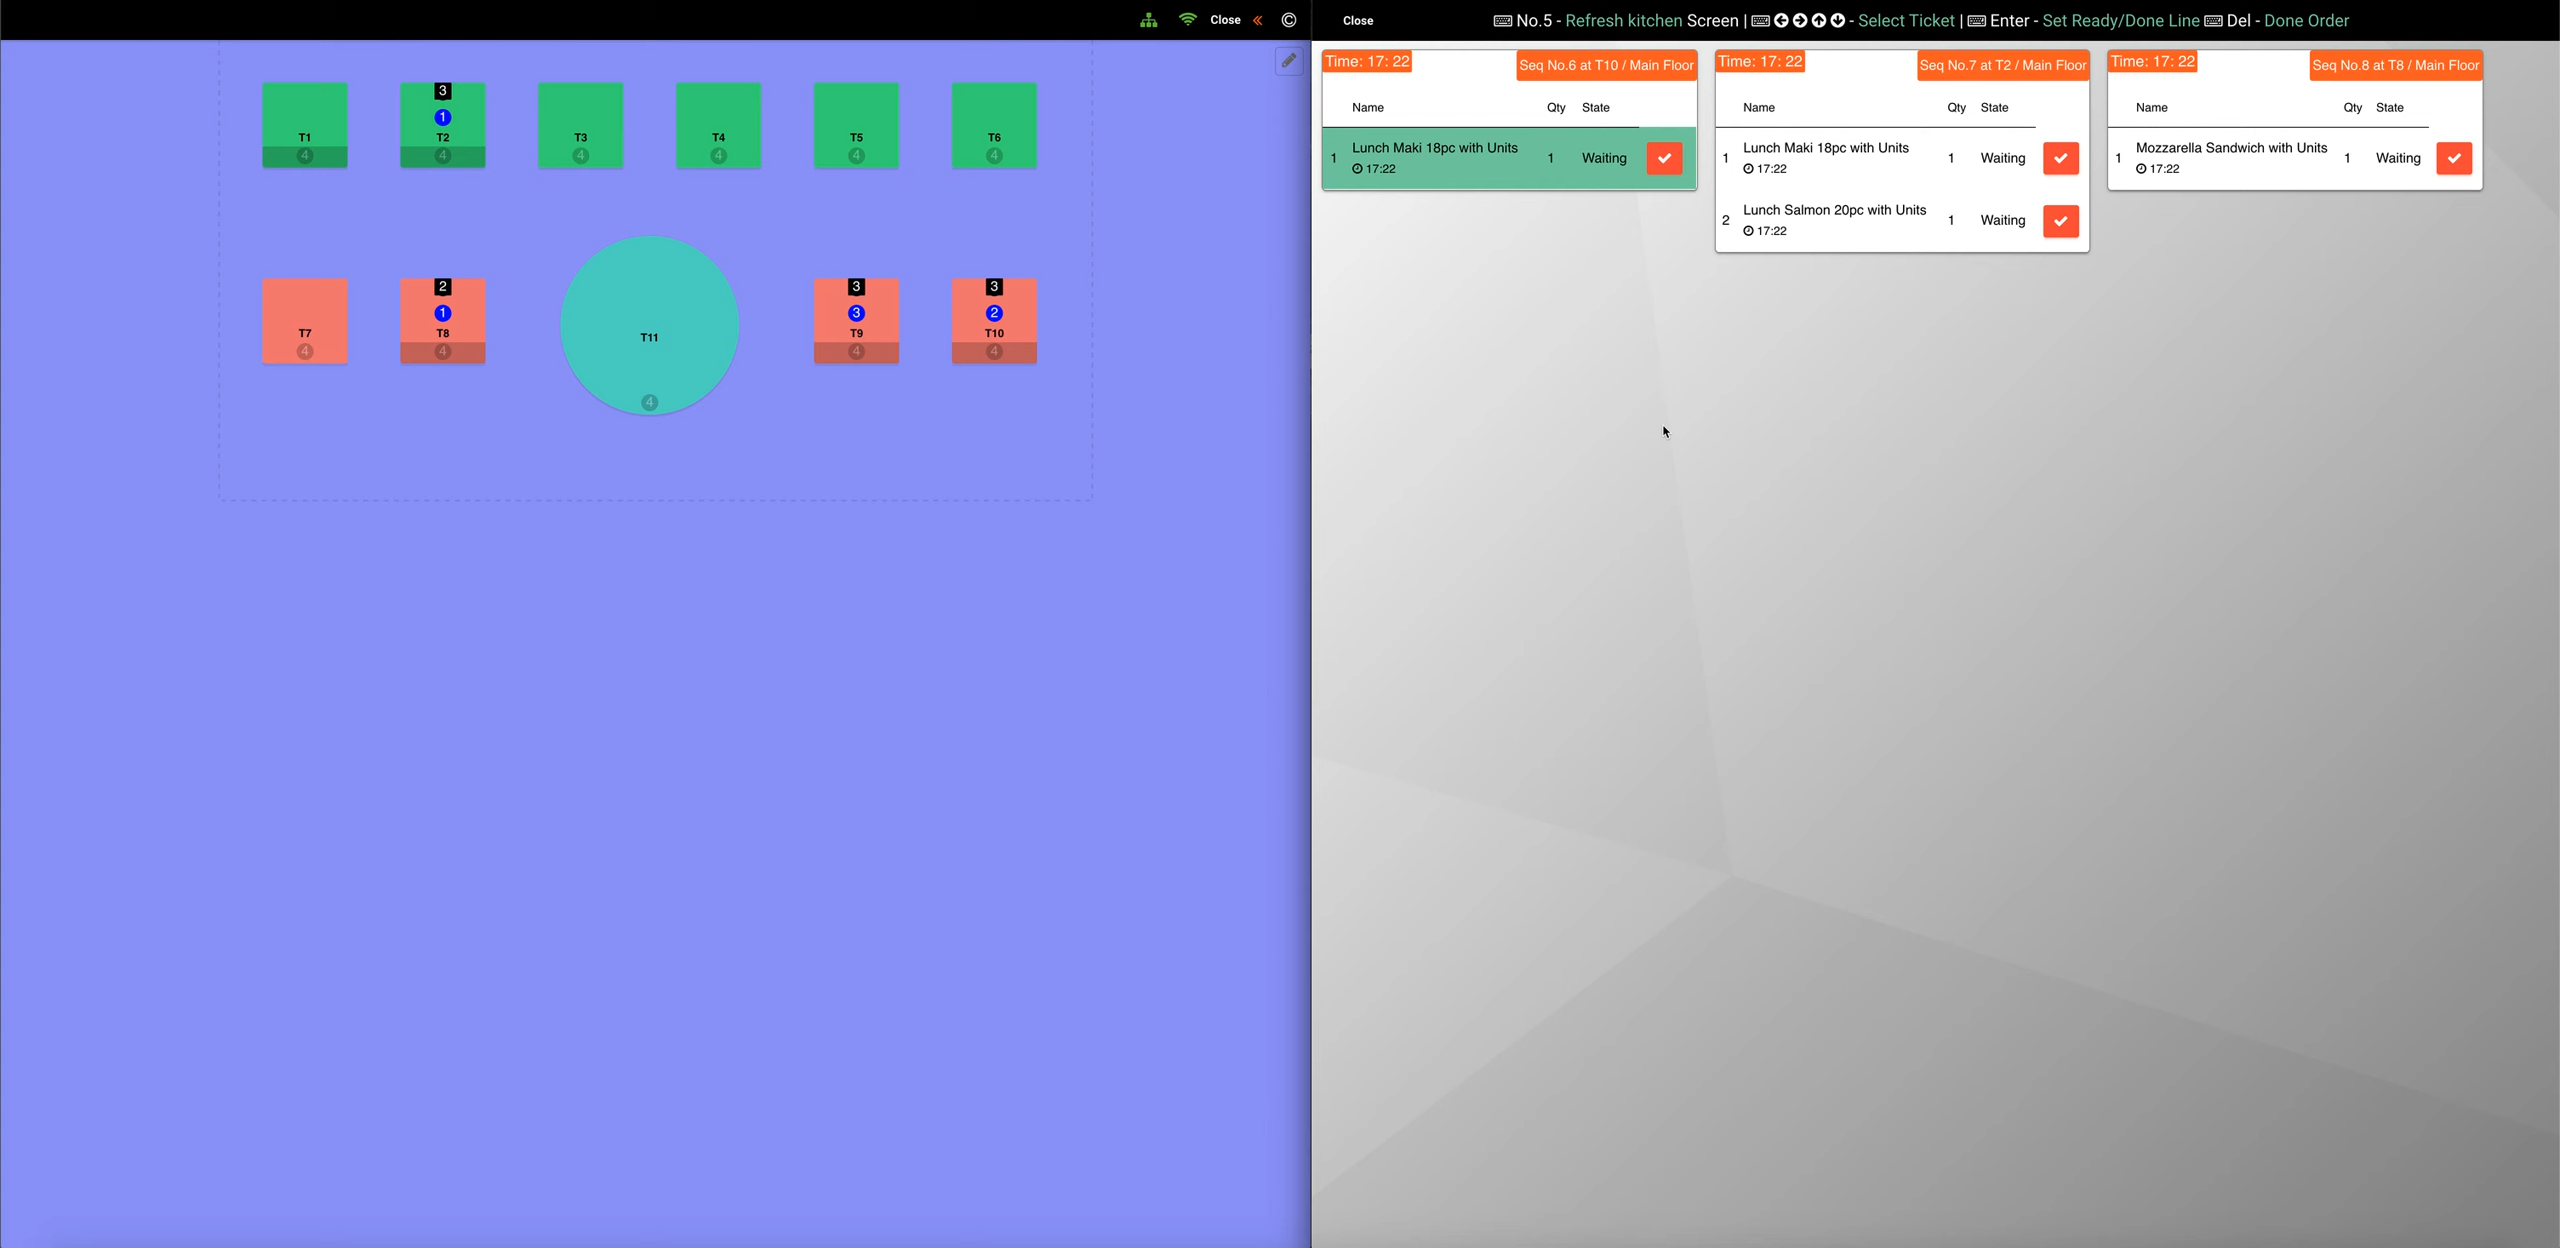 Close «  ©
T1
4
3
1
T2
4
T3
4
T4
4
T5
4
T6
4
T7
4
2
1
T8
4
T11
4
3
3
T9
4
3
2
T10
4
Close
No.5 - Refresh kitchen Screen | - Select Ticket | Enter - Set Ready/Done Line Del - Done Order
Time: 17: 22
Seq No.6 at T10 / Main Floor
Name Qty State
1 Lunch Maki 18pc with Units 1 Waiting
17:22
Time: 17: 22
Seq No.7 at T2 / Main Floor
Name Qty State
1 Lunch Maki 18pc with Units 1 Waiting
17:22
2 Lunch Salmon 20pc with Units 1 Waiting
17:22
Time: 17: 22
Seq No.8 at T8 / Main Floor
Name Qty State
1 Mozzarella Sandwich with Units 1 Waiting
17:22